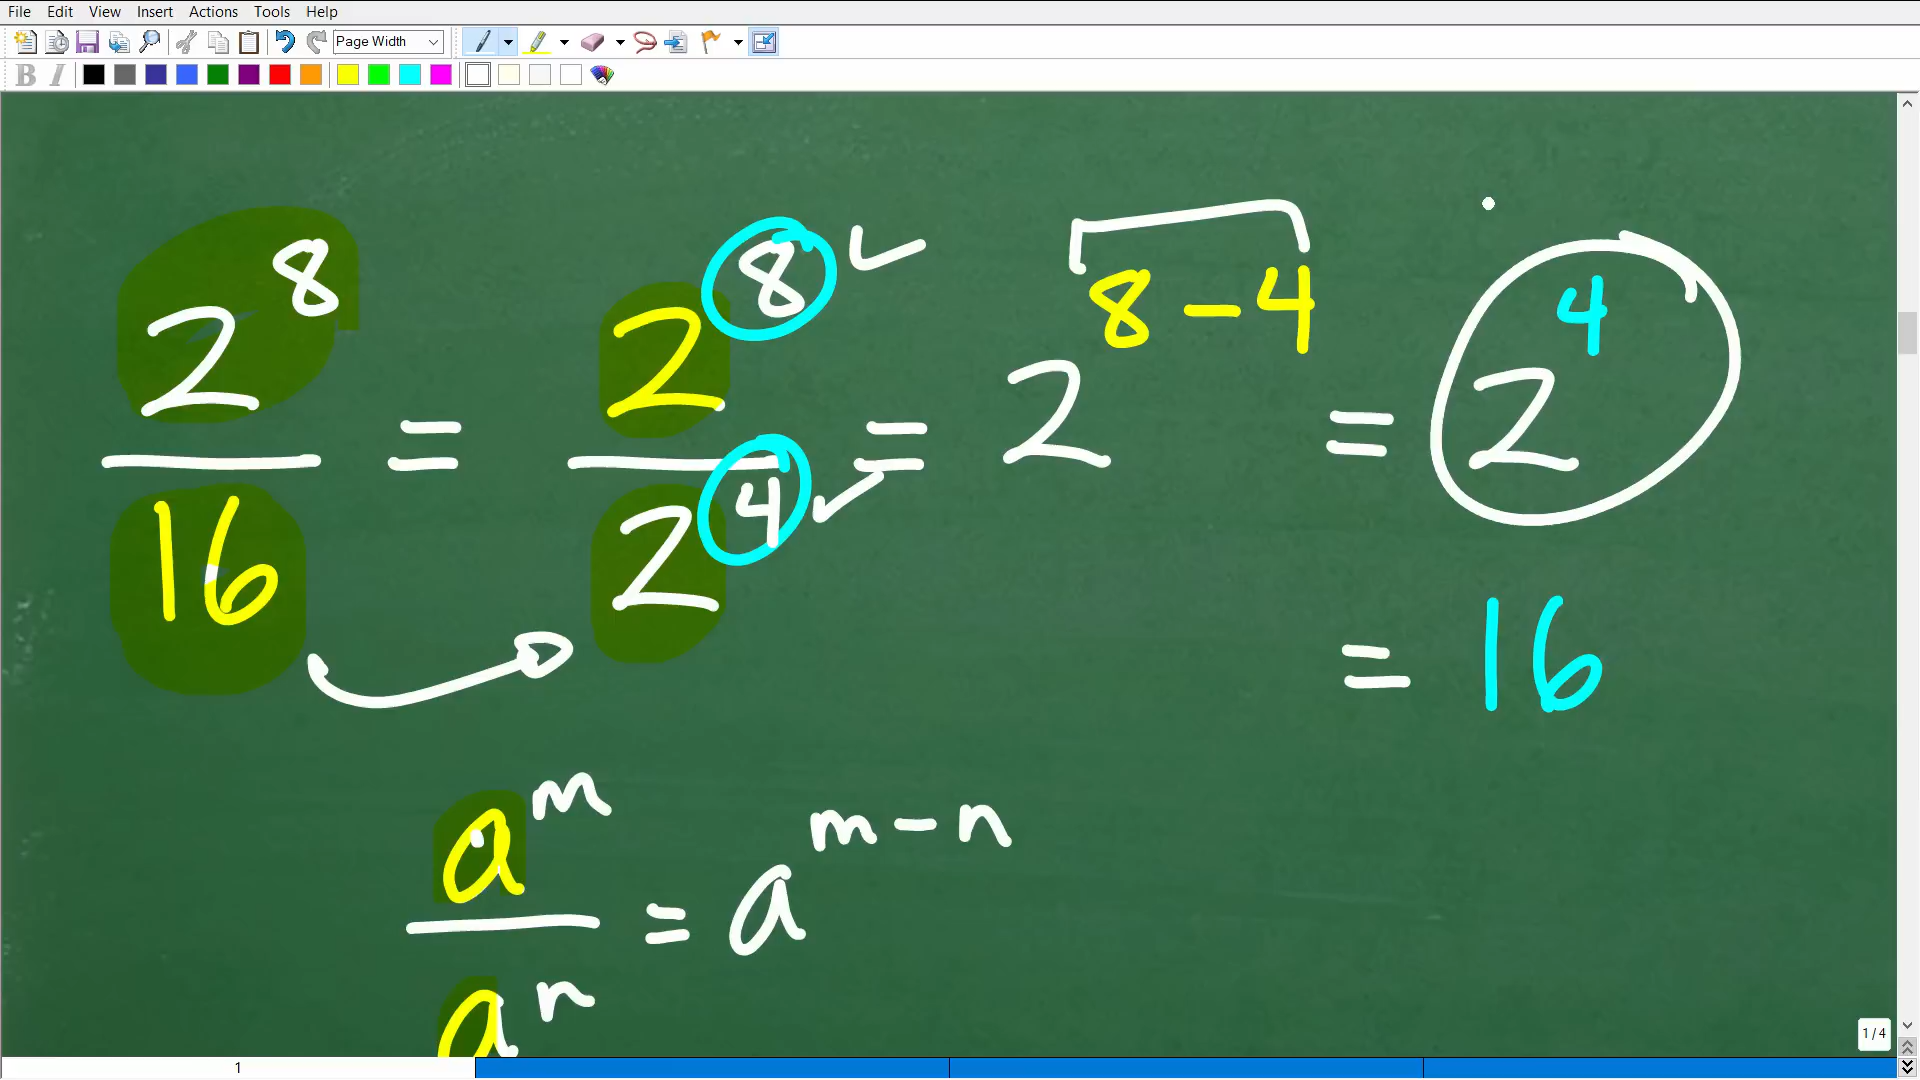 File Edit View Insert Actions Tools Help
Page Width
B I
2^8 / 16 = 2^8 / 2^4 = 2^(8-4) = 2^4
= 16
a^m / a^n = a^(m-n)
1/4
1